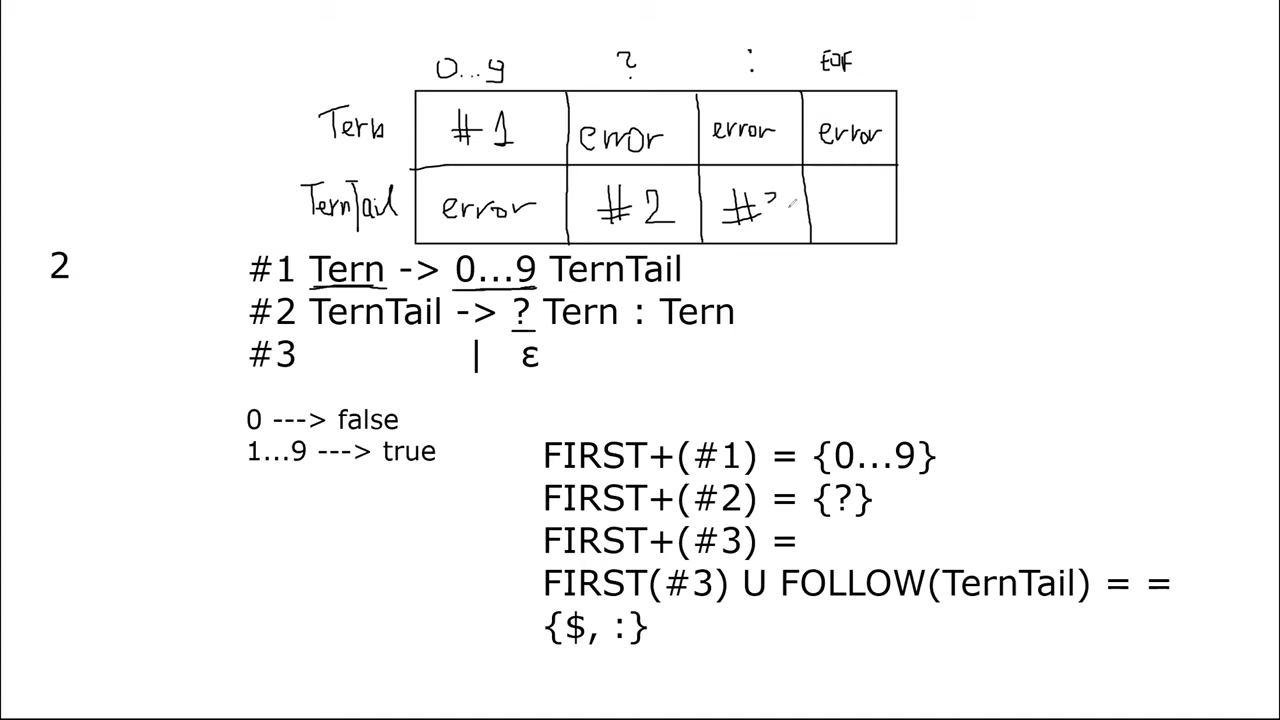 0...9 ? : EOF
Tern #1 error error error
TernTail error #2 #
2
#1 Tern -> 0...9 TernTail
#2 TernTail -> ? Tern : Tern
#3 | ε
0 ---> false
1...9 ---> true
FIRST+(#1) = {0...9}
FIRST+(#2) = {?}
FIRST+(#3) =
FIRST(#3) U FOLLOW(TernTail) = =
{$, :}